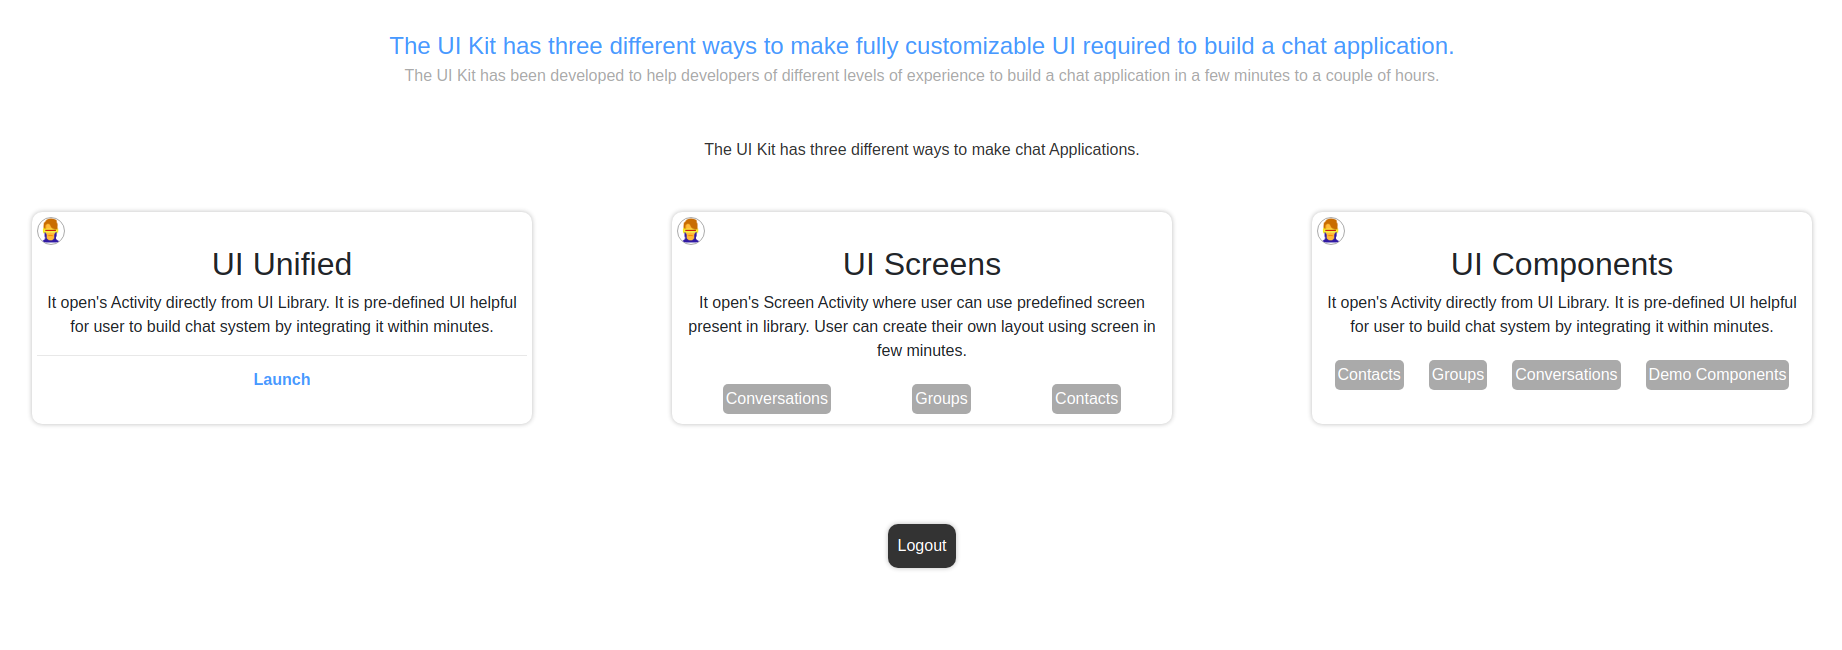 The UI Kit has three different ways to make fully customizable UI required to build a chat application.
The UI Kit has been developed to help developers of different levels of experience to build a chat application in a few minutes to a couple of hours.
The UI Kit has three different ways to make chat Applications.
UI Unified
It open's Activity directly from UI Library. It is pre-defined UI helpful
for user to build chat system by integrating it within minutes.
Launch
UI Screens
It open's Screen Activity where user can use predefined screen
present in library. User can create their own layout using screen in
few minutes.
Conversations Groups Contacts
UI Components
It open's Activity directly from UI Library. It is pre-defined UI helpful
for user to build chat system by integrating it within minutes.
Contacts Groups Conversations Demo Components
Logout